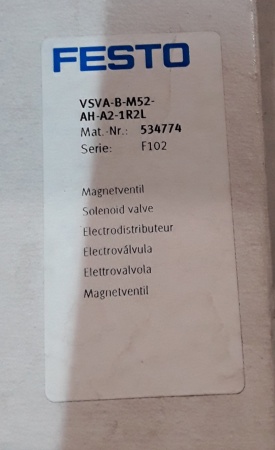 FESTO
VSVA-B-M52-
AH-A2-1R2L
Mat.-Nr.: 534774
Serie: F102
Magnetventil
Solenoid valve
Electrodistributeur
Electroválvula
Elettrovalvola
Magnetventil